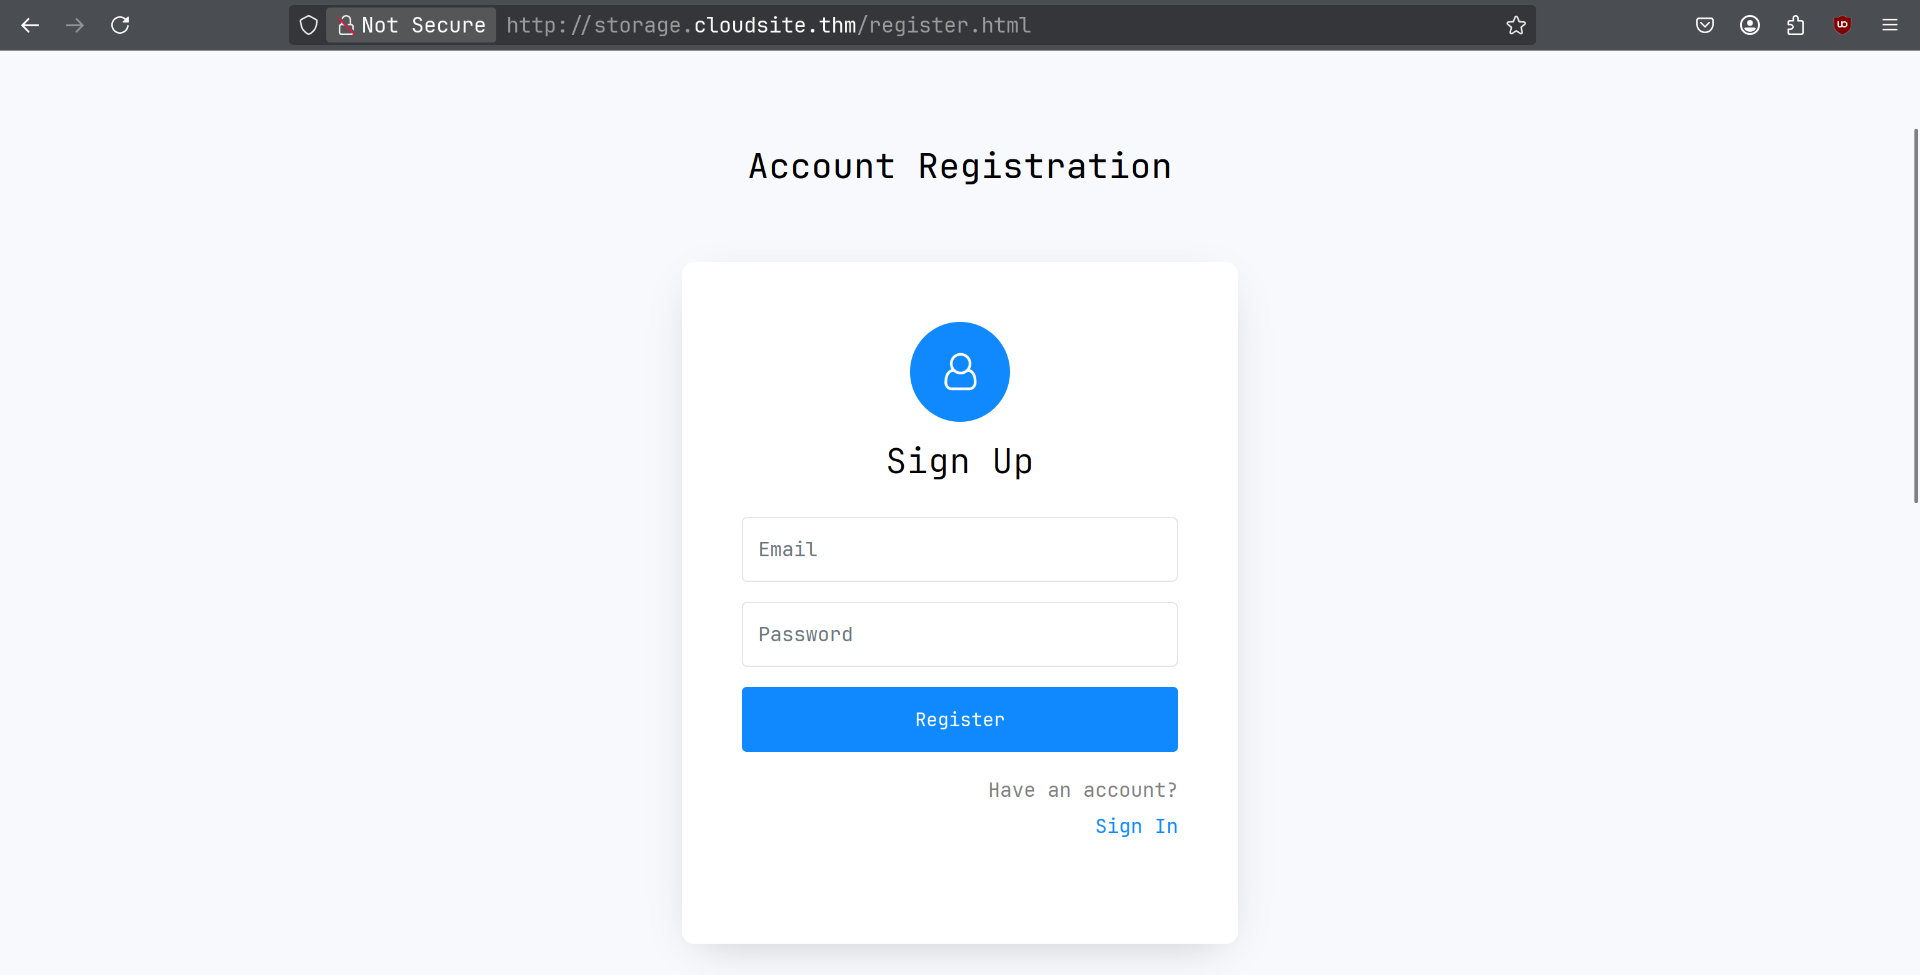 Not Secure http://storage.cloudsite.thm/register.html
Account Registration
Sign Up
Email
Password
Register
Have an account?
Sign In